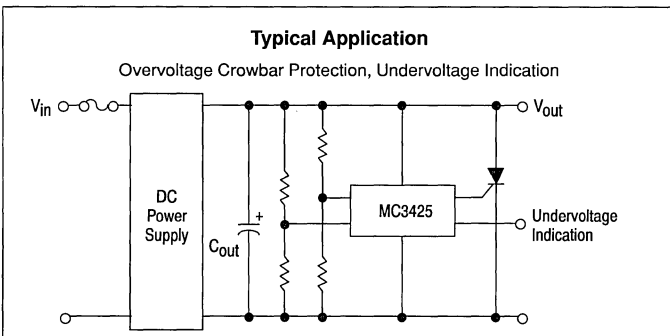 Typical Application
Overvoltage Crowbar Protection, Undervoltage Indication
Vin
Vout
DC
Power
Supply
Cout
+
MC3425
Undervoltage
Indication